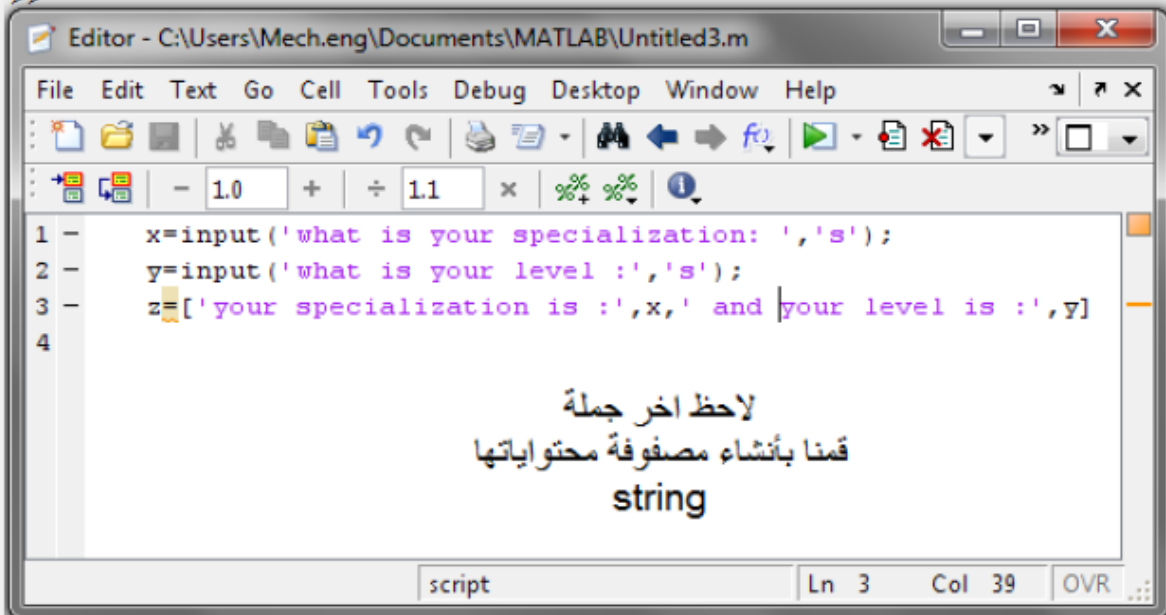 Editor - C:\Users\Mech.eng\Documents\MATLAB\Untitled3.m
File Edit Text Go Cell Tools Debug Desktop Window Help
1.0 1.1
1 x=input('what is your specialization: ','s');
2 y=input('what is your level :','s');
3 z=['your specialization is :',x,' and your level is :',y]
4
لاحظ اخر جملة
قمنا بأنشاء مصفوفة محتواياتها
string
script Ln 3 Col 39 OVR